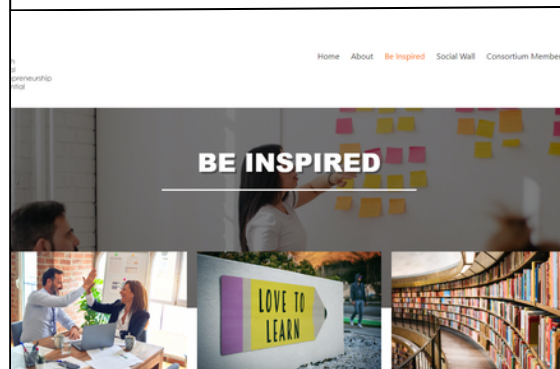 Home About Be Inspired Social Wall Consortium Member
preneurship
BE INSPIRED
LOVE TO
LEARN